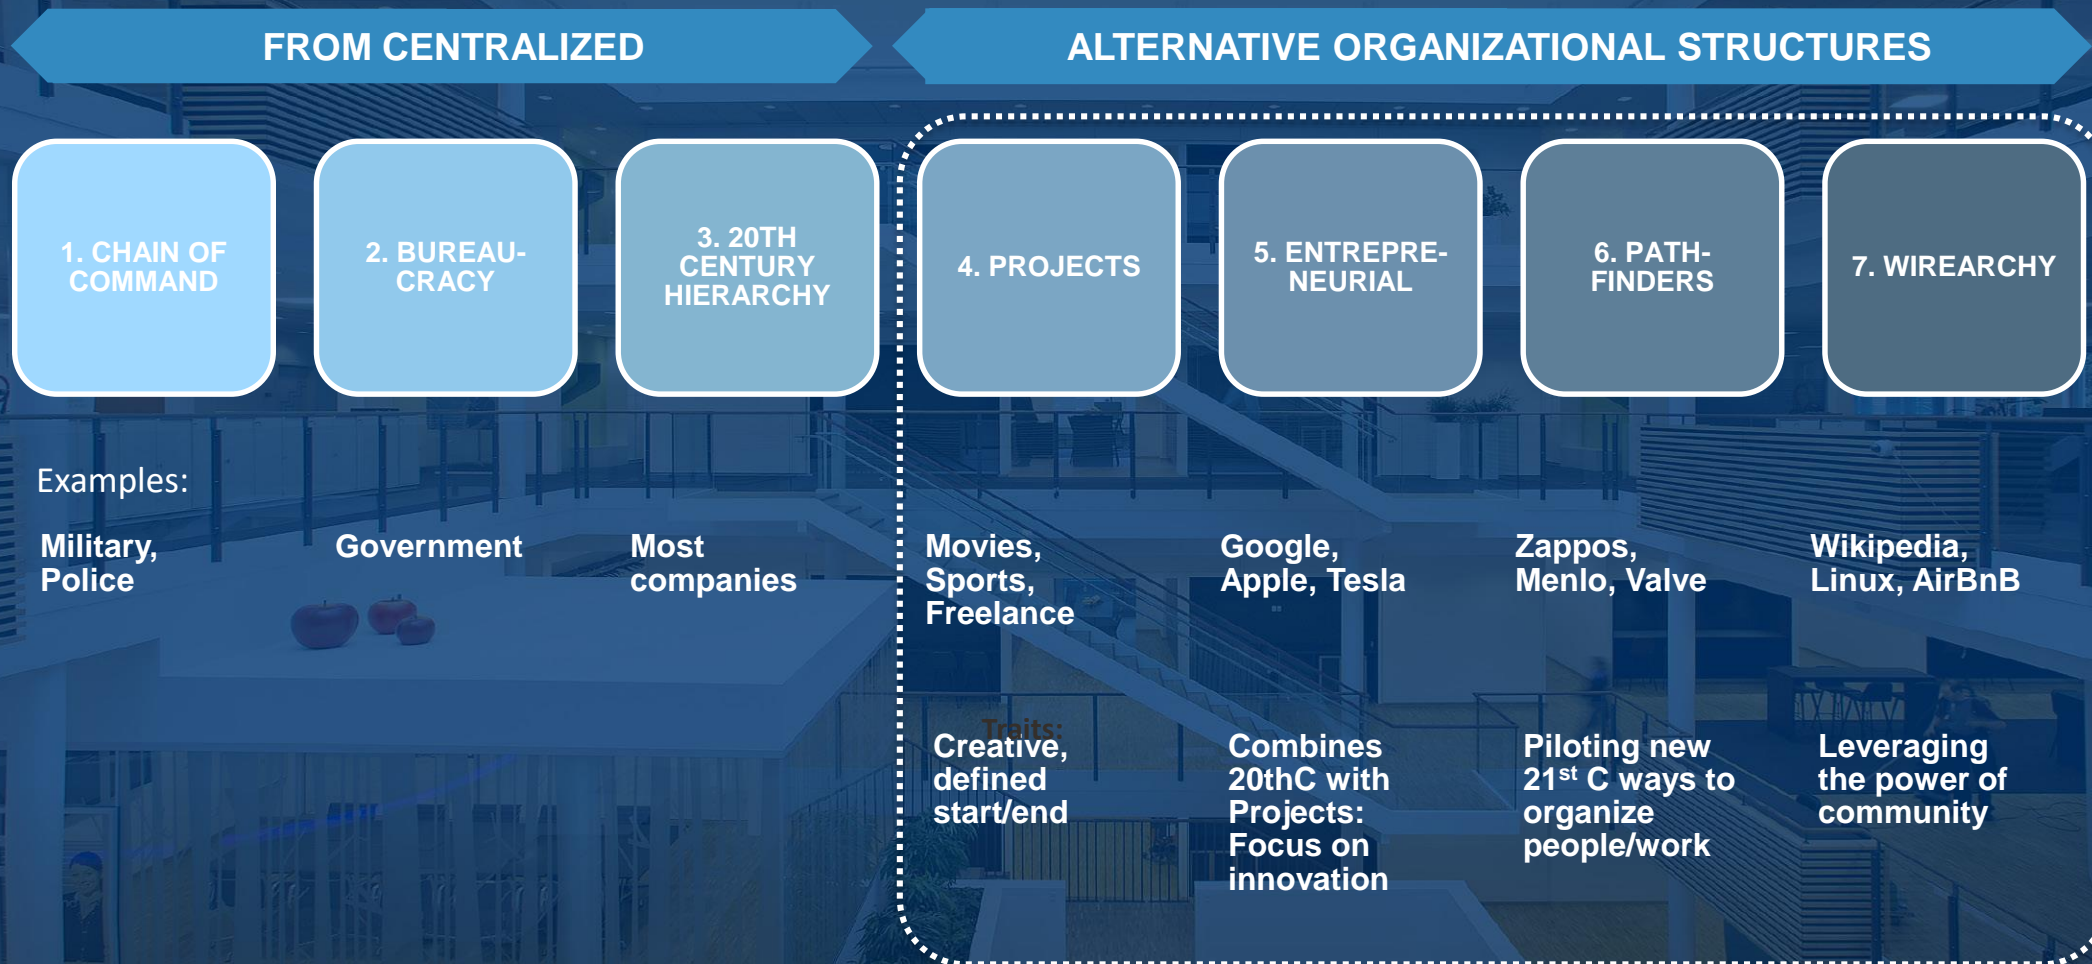 FROM CENTRALIZED
ALTERNATIVE ORGANIZATIONAL STRUCTURES
1. CHAIN OF
COMMAND
2. BUREAU-
CRACY
3. 20TH
CENTURY
HIERARCHY
4. PROJECTS
5. ENTREPRE-
NEURIAL
6. PATH-
FINDERS
7. WIREARCHY
Examples:
Military,
Police
Government
Most
companies
Movies,
Sports,
Freelance
Google,
Apple, Tesla
Zappos,
Menlo, Valve
Wikipedia,
Linux, AirBnB
Traits:
Creative,
defined
start/end
Combines
20thC with
Projects:
Focus on
innovation
Piloting new
21st C ways to
organize
people/work
Leveraging
the power of
community